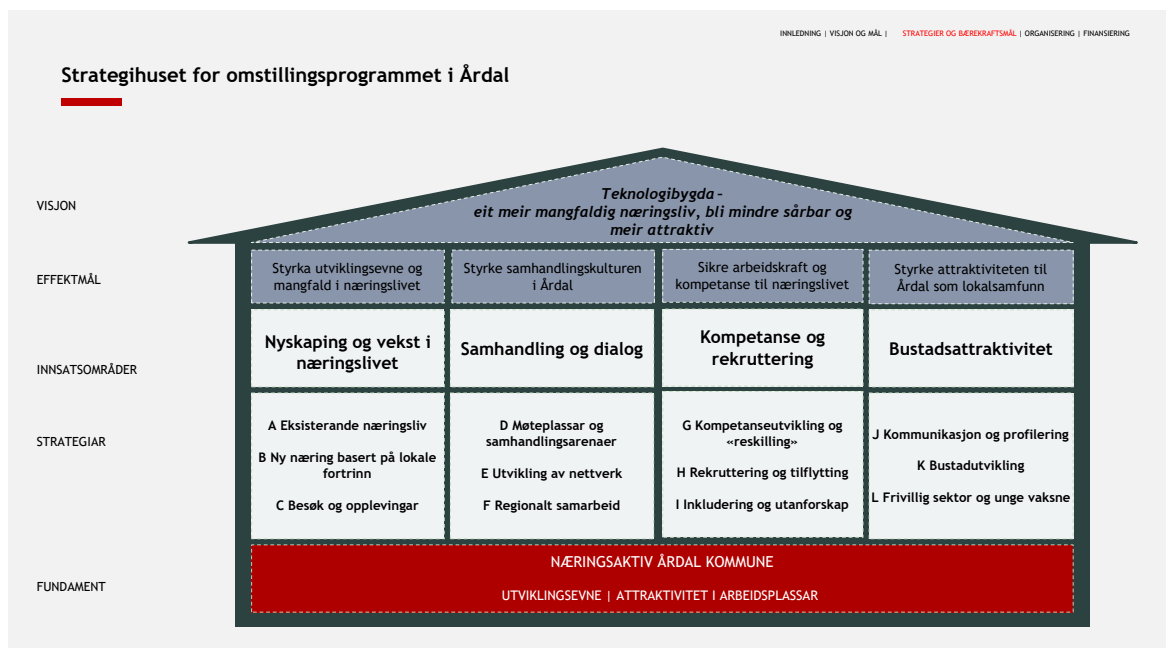 INNLEDNING | VISJON OG MÅL | STRATEGIER OG BÆREKRAFTSMÅL | ORGANISERING | FINANSIERING
Strategihuset for omstillingsprogrammet i Årdal
VISJON
Teknologibygda –
eit meir mangfaldig næringsliv, bli mindre sårbar og
meir attraktiv
EFFEKTMÅL
Styrka utviklingsevne og
mangfald i næringslivet
Styrke samhandlingskulturen
i Årdal
Sikre arbeidskraft og
kompetanse til næringslivet
Styrke attraktiviteten til
Årdal som lokalsamfunn
INNSATSOMRÅDER
Nyskaping og vekst i
næringslivet
Samhandling og dialog
Kompetanse og
rekruttering
Bustadsattraktivitet
STRATEGIAR
A Eksisterande næringsliv
B Ny næring basert på lokale
fortrinn
C Besøk og opplevingar
D Møteplassar og
samhandlingsarenaer
E Utvikling av nettverk
F Regionalt samarbeid
G Kompetanseutvikling og
«reskilling»
H Rekruttering og tilflytting
I Inkludering og utanforskap
J Kommunikasjon og profilering
K Bustadutvikling
L Frivillig sektor og unge vaksne
FUNDAMENT
NÆRINGSAKTIV ÅRDAL KOMMUNE
UTVIKLINGSEVNE | ATTRAKTIVITET I ARBEIDSPLASSAR